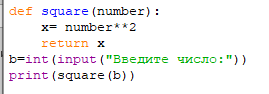 def square(number):
    x= number**2
    return x
b=int(input("Введите число:"))
print(square(b))